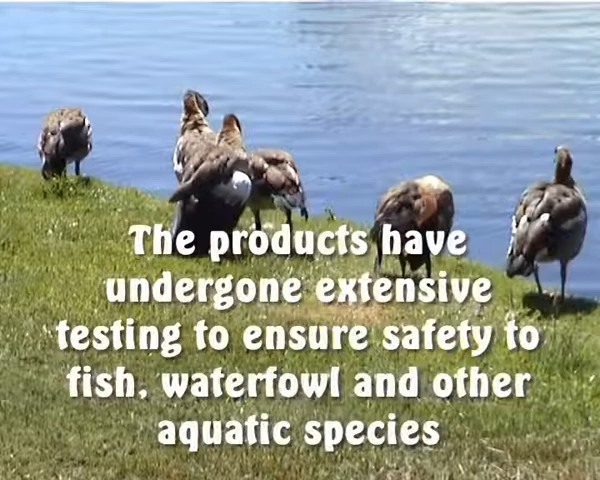 The products have
undergone extensive
testing to ensure safety to
fish, waterfowl and other
aquatic species